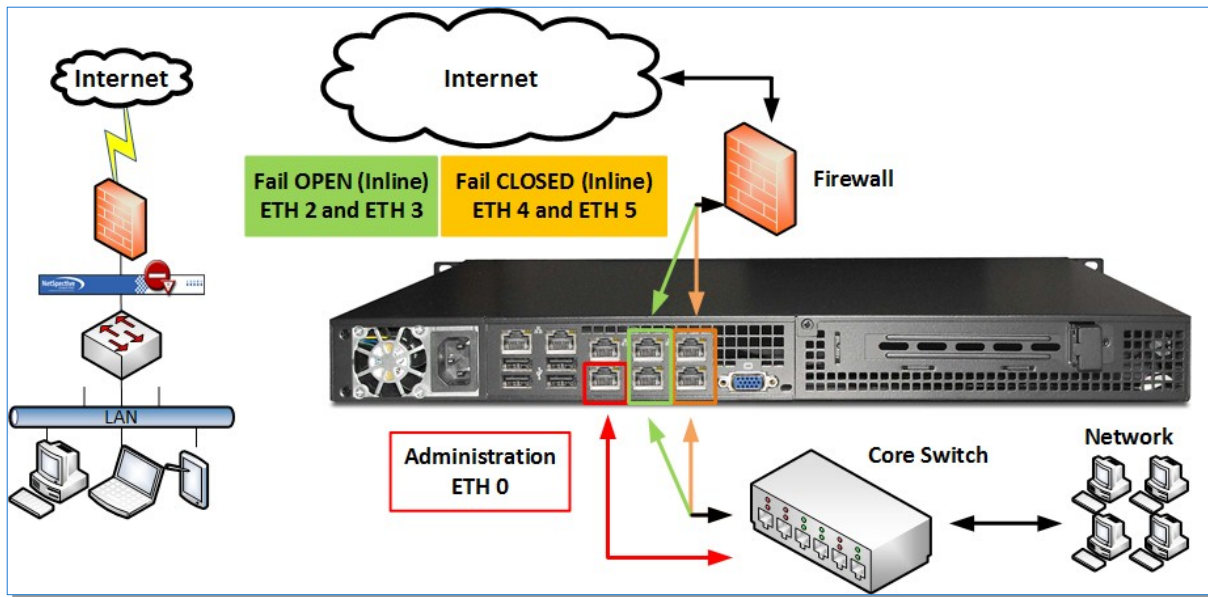 Internet
NetSpective
LAN
Internet
Fail OPEN (Inline)
ETH 2 and ETH 3
Fail CLOSED (Inline)
ETH 4 and ETH 5
Firewall
Administration
ETH 0
Core Switch
Network